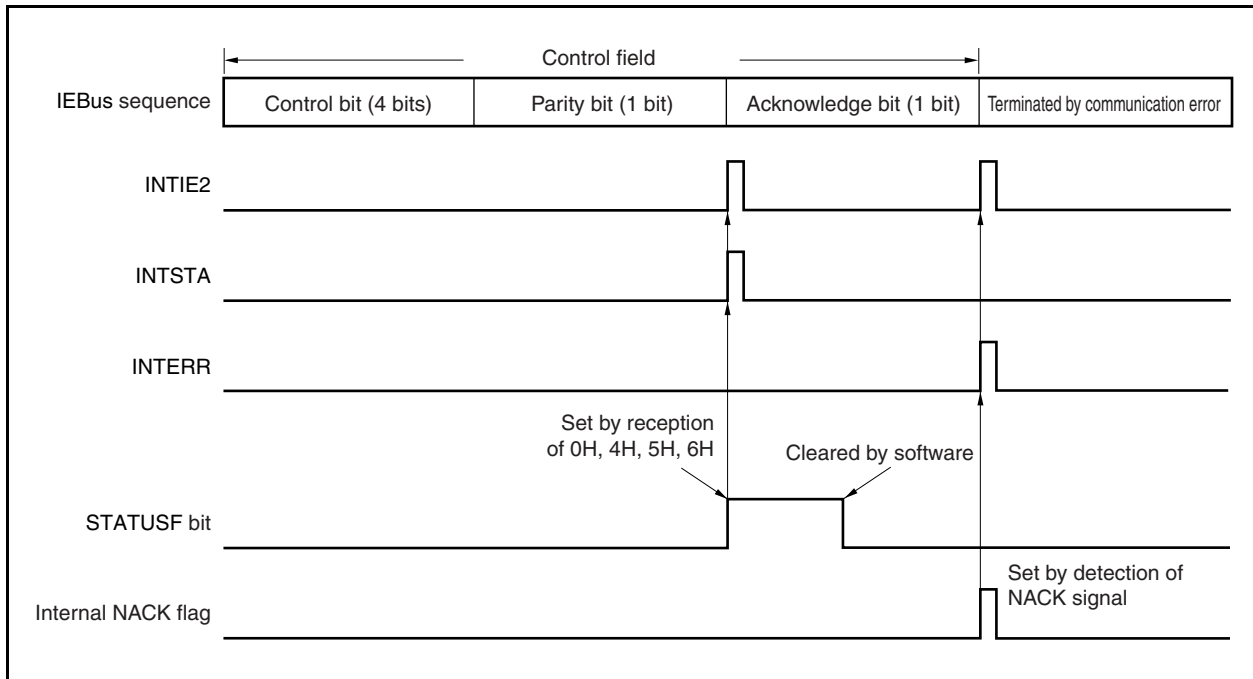 Control field
IEBus sequence
Control bit (4 bits)
Parity bit (1 bit)
Acknowledge bit (1 bit)
Terminated by communication error
INTIE2
INTSTA
INTERR
Set by reception
of 0H, 4H, 5H, 6H
Cleared by software
STATUSF bit
Set by detection of
NACK signal
Internal NACK flag